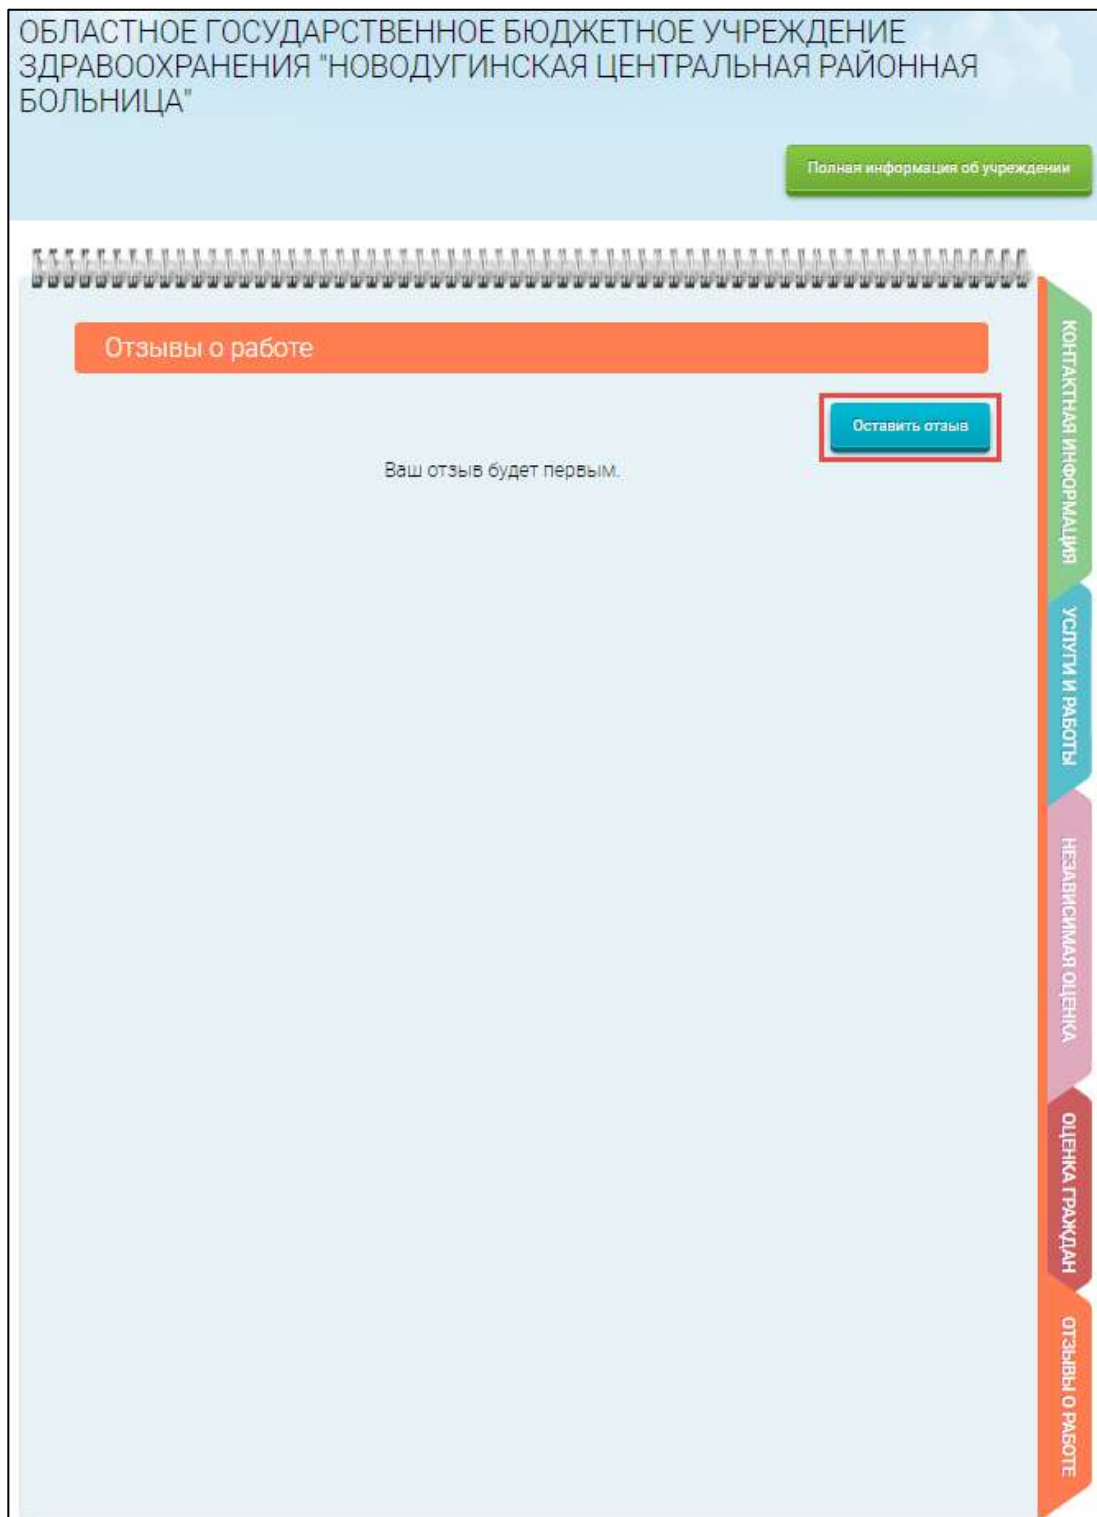 ОБЛАСТНОЕ ГОСУДАРСТВЕННОЕ БЮДЖЕТНОЕ УЧРЕЖДЕНИЕ
ЗДРАВООХРАНЕНИЯ "НОВОДУГИНСКАЯ ЦЕНТРАЛЬНАЯ РАЙОННАЯ
БОЛЬНИЦА"
Полная информация об учреждении
Отзывы о работе
Оставить отзыв
Ваш отзыв будет первым.
КОНТАКТНАЯ ИНФОРМАЦИЯ
УСЛУГИ И РАБОТЫ
НЕЗАВИСИМАЯ ОЦЕНКА
ОЦЕНКА ГРАЖДАН
ОТЗЫВЫ О РАБОТЕ